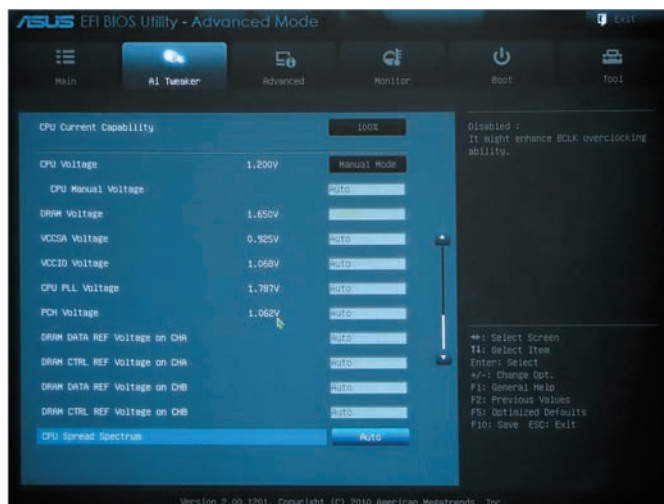 ASUS EFI BIOS Utility - Advanced Mode
Exit
Main
Ai Tweaker
Advanced
Monitor
Boot
Tool
CPU Current Capability 100%
CPU Voltage 1.200V Manual Mode
CPU Manual Voltage Auto
DRAM Voltage 1.650V
VCCSA Voltage 0.925V Auto
VCCIO Voltage 1.068V Auto
CPU PLL Voltage 1.787V Auto
PCH Voltage 1.062V Auto
DRAM DATA REF Voltage on CHA Auto
DRAM CTRL REF Voltage on CHA Auto
DRAM DATA REF Voltage on CHB Auto
DRAM CTRL REF Voltage on CHB Auto
CPU Spread Spectrum Auto
Disabled :
It might enhance BCLK overclocking
ability.
→←: Select Screen
↑↓: Select Item
Enter: Select
+/-: Change Opt.
F1: General Help
F2: Previous Values
F5: Optimized Defaults
F10: Save ESC: Exit
Version 2.00.1201. Copyright (C) 2010 American Megatrends, Inc.